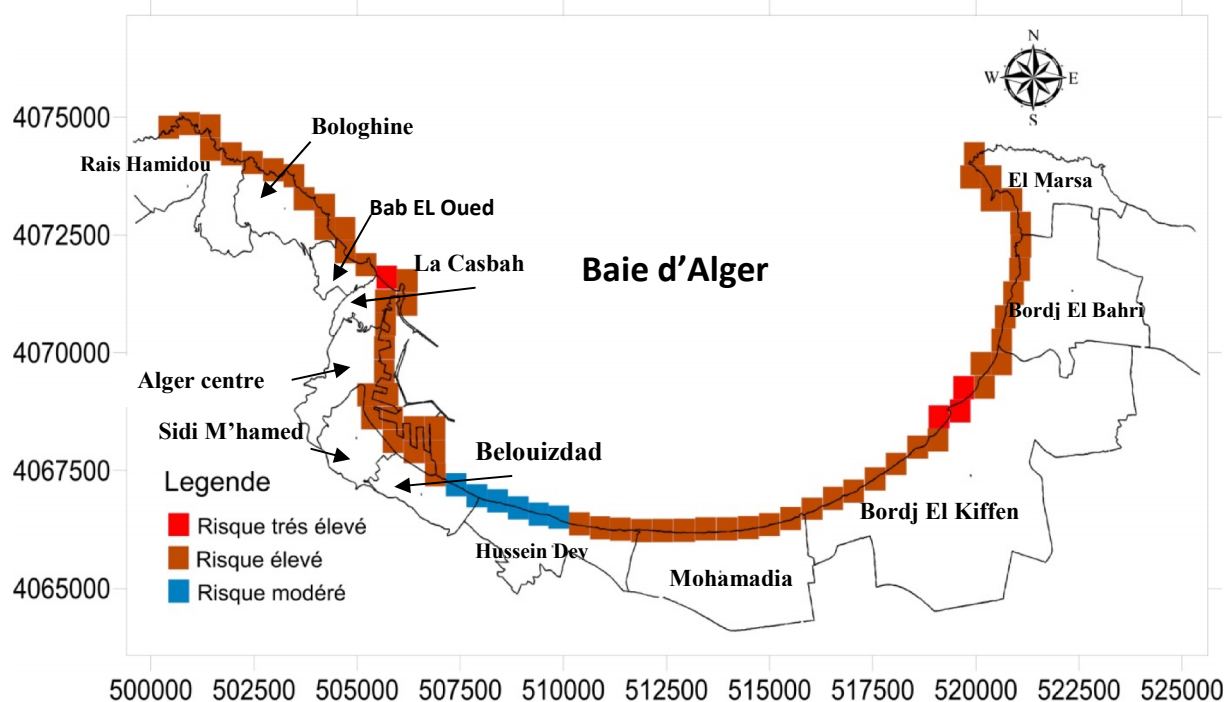 N
W E
S
4075000
Bologhine
Rais Hamidou
El Marsa
Bab EL Oued
4072500
La Casbah
Baie d’Alger
Bordj El Bahri
4070000
Alger centre
Sidi M’hamed
Belouizdad
4067500
Legende
Risque trés élevé
Bordj El Kiffen
Risque élevé
Hussein Dey
Mohamadia
Risque modéré
4065000
500000 502500 505000 507500 510000 512500 515000 517500 520000 522500 525000